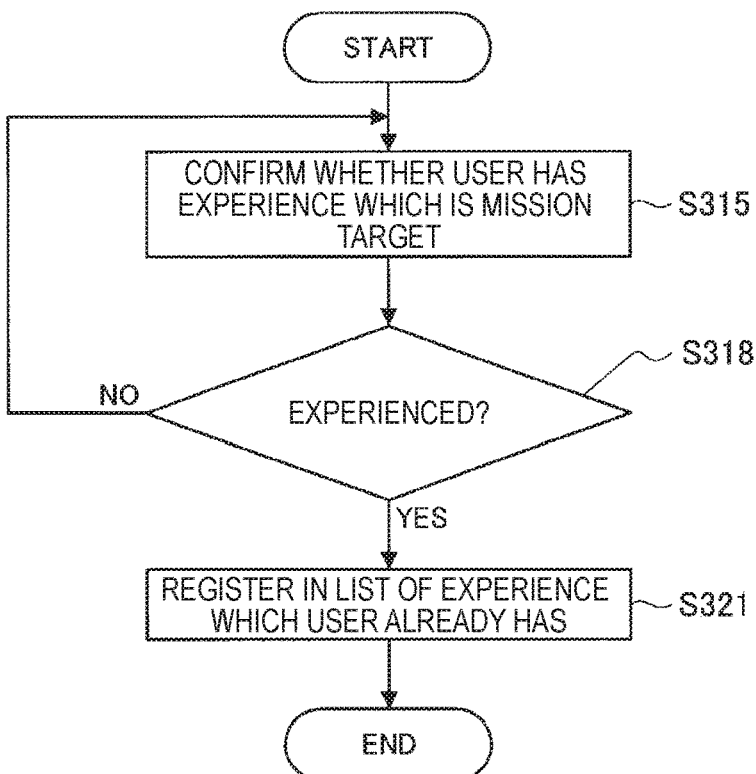 START
CONFIRM WHETHER USER HAS
EXPERIENCE WHICH IS MISSION
TARGET
S315
S318
NO
EXPERIENCED?
YES
REGISTER IN LIST OF EXPERIENCE
WHICH USER ALREADY HAS
S321
END